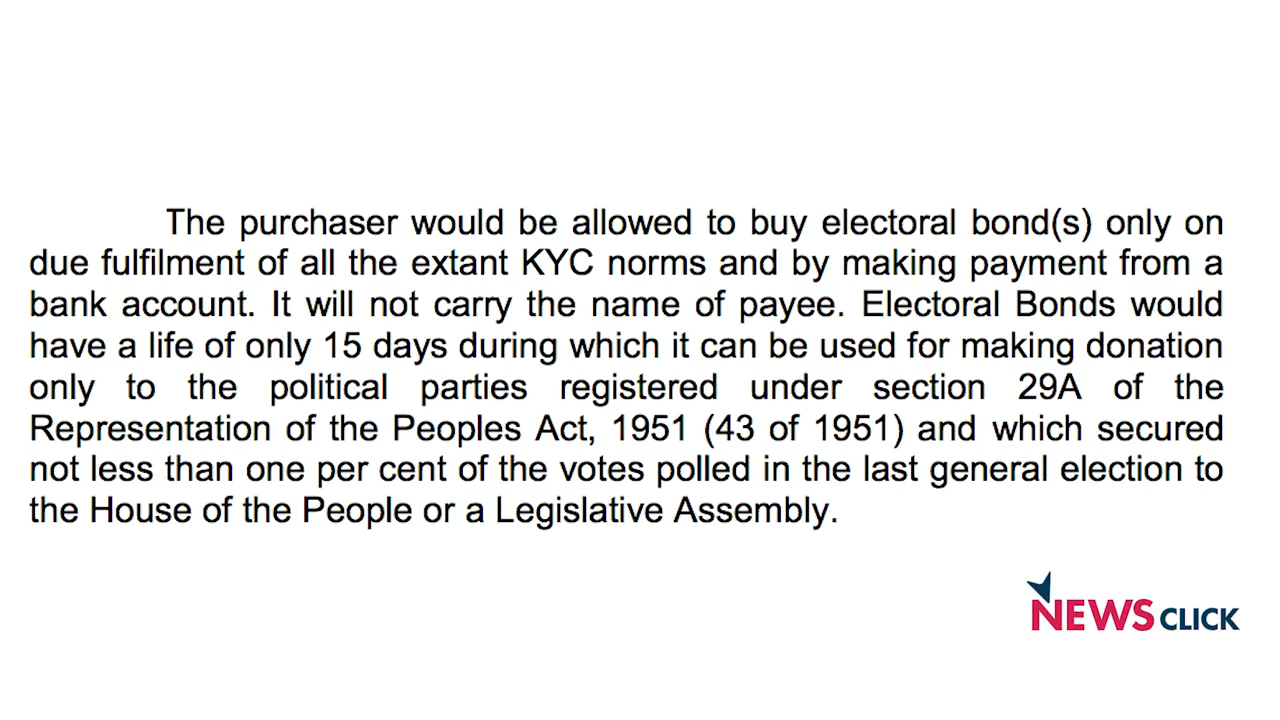 The purchaser would be allowed to buy electoral bond(s) only on
due fulfilment of all the extant KYC norms and by making payment from a
bank account. It will not carry the name of payee. Electoral Bonds would
have a life of only 15 days during which it can be used for making donation
only to the political parties registered under section 29A of the
Representation of the Peoples Act, 1951 (43 of 1951) and which secured
not less than one per cent of the votes polled in the last general election to
the House of the People or a Legislative Assembly.
NEWSCLICK